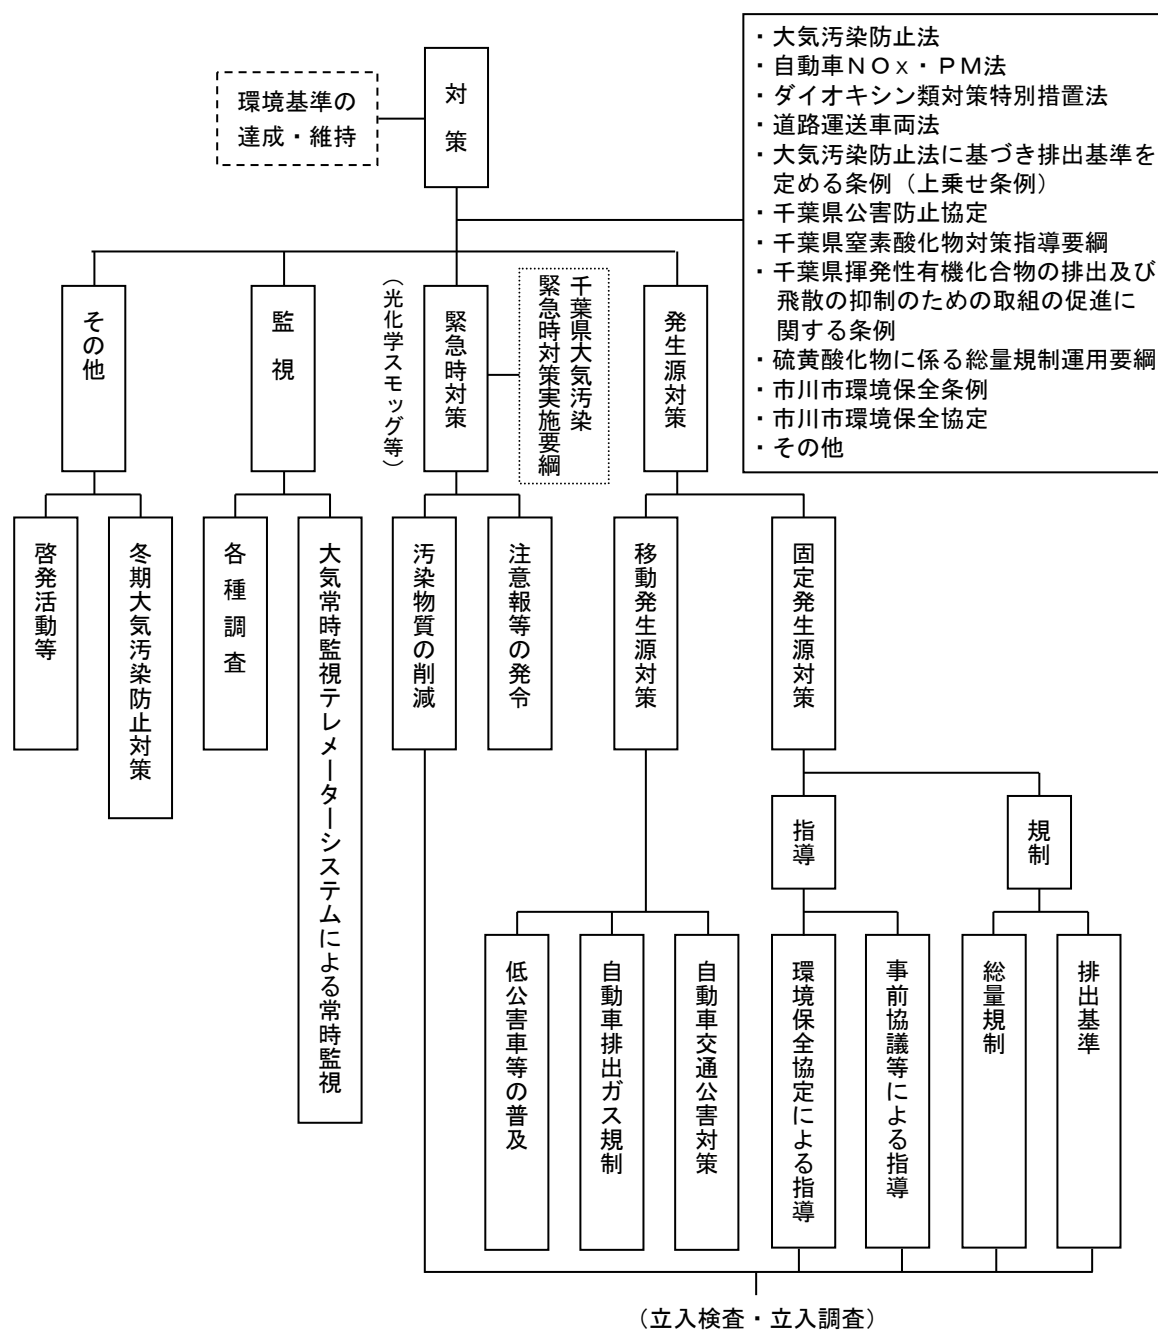 環境基準の
達成・維持
対策
・大気汚染防止法
・自動車ＮＯｘ・ＰＭ法
・ダイオキシン類対策特別措置法
・道路運送車両法
・大気汚染防止法に基づき排出基準を
定める条例（上乗せ条例）
・千葉県公害防止協定
・千葉県窒素酸化物対策指導要綱
・千葉県揮発性有機化合物の排出及び
飛散の抑制のための取組の促進に
関する条例
・硫黄酸化物に係る総量規制運用要綱
・市川市環境保全条例
・市川市環境保全協定
・その他
その他
監視
（光化学スモッグ等）
緊急時対策
千葉県大気汚染
緊急時対策実施要綱
発生源対策
啓発活動等
冬期大気汚染防止対策
各種調査
大気常時監視テレメーターシステムによる常時監視
汚染物質の削減
注意報等の発令
移動発生源対策
固定発生源対策
指導
規制
低公害車等の普及
自動車排出ガス規制
自動車交通公害対策
環境保全協定による指導
事前協議等による指導
総量規制
排出基準
（立入検査・立入調査）